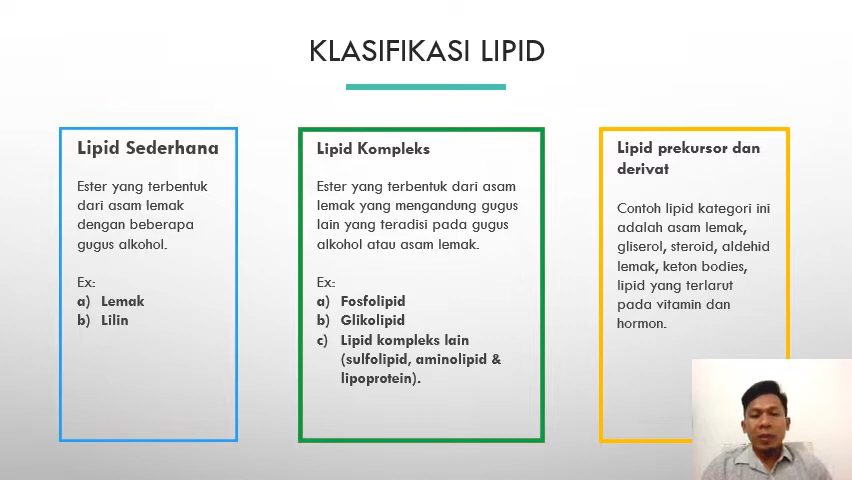 KLASIFIKASI LIPID
Lipid Sederhana
Ester yang terbentuk
dari asam lemak
dengan beberapa
gugus alkohol.
Ex:
a) Lemak
b) Lilin
Lipid Kompleks
Ester yang terbentuk dari asam
lemak yang mengandung gugus
lain yang teradisi pada gugus
alkohol atau asam lemak.
Ex:
a) Fosfolipid
b) Glikolipid
c) Lipid kompleks lain
(sulfolipid, aminolipid &
lipoprotein).
Lipid prekursor dan
derivat
Contoh lipid kategori ini
adalah asam lemak,
gliserol, steroid, aldehid
lemak, keton bodies,
lipid yang terlarut
pada vitamin dan
hormon.